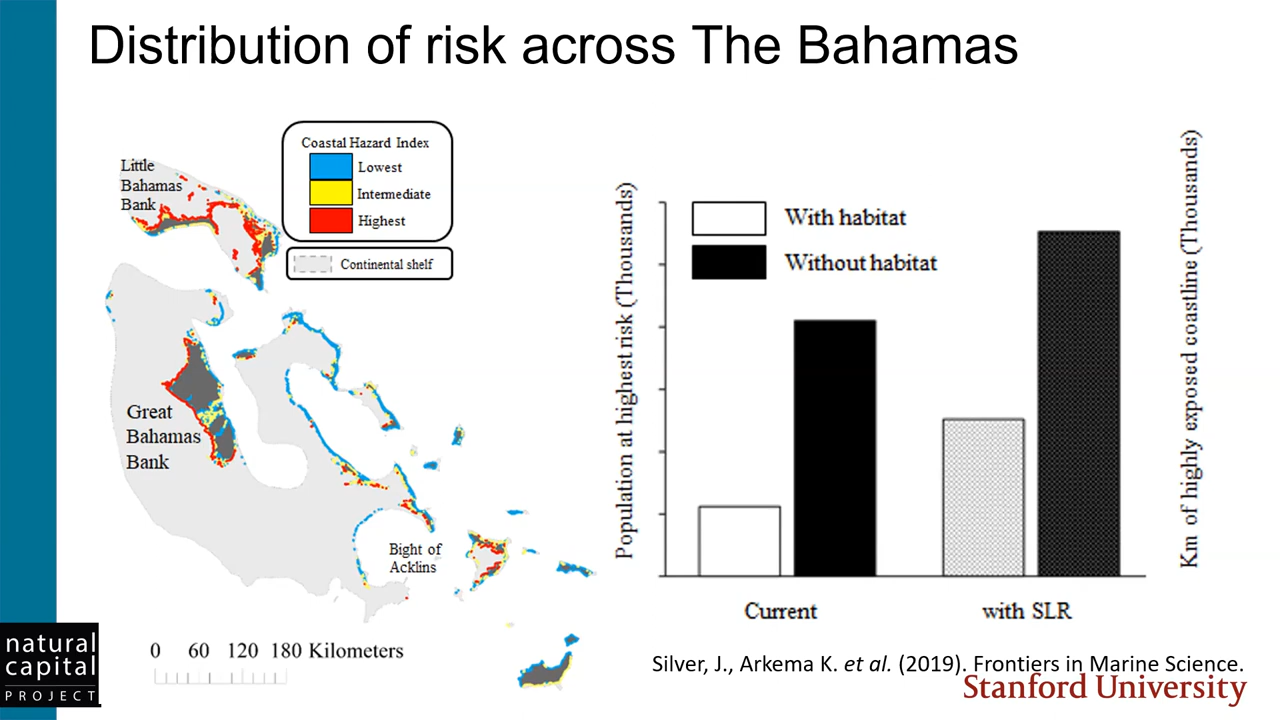 Distribution of risk across The Bahamas
Little
Bahamas
Bank
Coastal Hazard Index
Lowest
Intermediate
Highest
Continental shelf
Great
Bahamas
Bank
Bight of
Acklins
0 60 120 180 Kilometers
Population at highest risk (Thousands)
With habitat
Without habitat
Current
with SLR
Km of highly exposed coastline (Thousands)
Silver, J., Arkema K. et al. (2019). Frontiers in Marine Science.
natural
capital
PROJECT
Stanford University